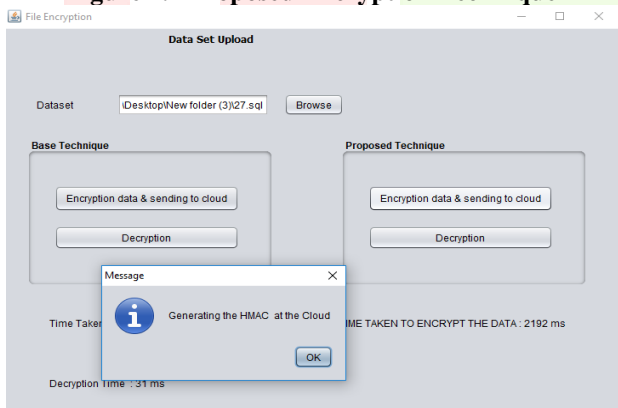 File Encryption
Data Set Upload
Dataset \Desktop\New folder (3)\27.sql Browse
Base Technique Proposed Technique
Encryption data & sending to cloud Encryption data & sending to cloud
Decryption Decryption
Message
Generating the HMAC at the Cloud
Time Taken IME TAKEN TO ENCRYPT THE DATA : 2192 ms
OK
Decryption Time : 31 ms